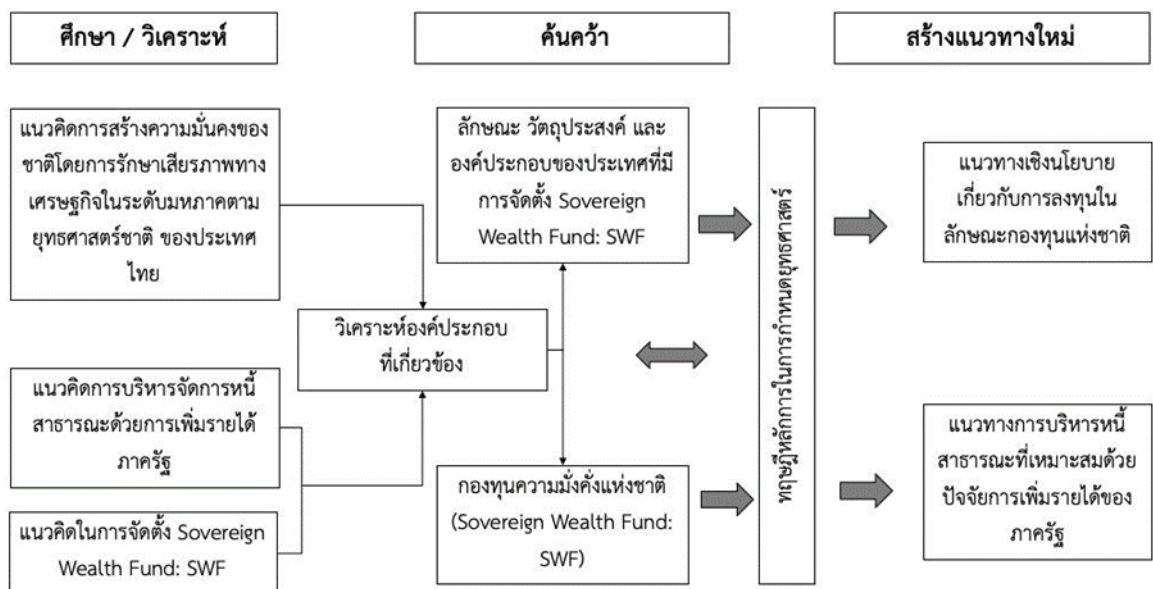 ศึกษา / วิเคราะห์
ค้นคว้า
สร้างแนวทางใหม่
แนวคิดการสร้างความมั่นคงของ
ชาติโดยการรักษาเสียรภาพทาง
เศรษฐกิจในระดับมหภาคตาม
ยุทธศาสตร์ชาติ ของประเทศ
ไทย
แนวคิดการบริหารจัดการหนี้
สาธารณะด้วยการเพิ่มรายได้
ภาครัฐ
แนวคิดในการจัดตั้ง Sovereign
Wealth Fund: SWF
วิเคราะห์องค์ประกอบ
ที่เกี่ยวข้อง
ลักษณะ วัตถุประสงค์ และ
องค์ประกอบของประเทศที่มี
การจัดตั้ง Sovereign
Wealth Fund: SWF
กองทุนความมั่งคั่งแห่งชาติ
(Sovereign Wealth Fund:
SWF)
ทฤษฎีหลักการในการกำหนดยุทธศาสตร์
แนวทางเชิงนโยบาย
เกี่ยวกับการลงทุนใน
ลักษณะกองทุนแห่งชาติ
แนวทางการบริหารหนี้
สาธารณะที่เหมาะสมด้วย
ปัจจัยการเพิ่มรายได้ของ
ภาครัฐ